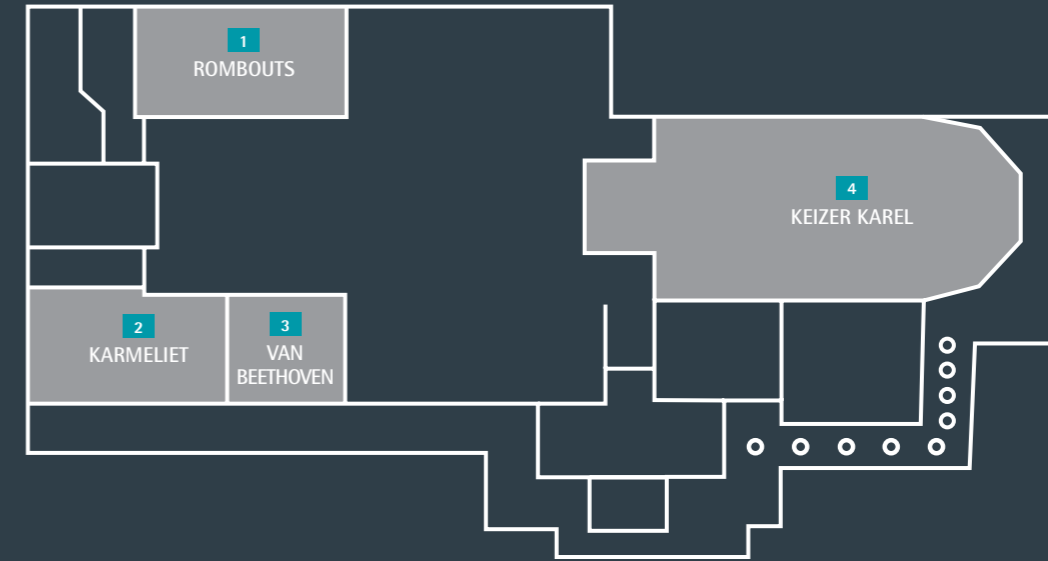 1
ROMBOUTS
4
KEIZER KAREL
2
KARMELIET
3
VAN
BEETHOVEN